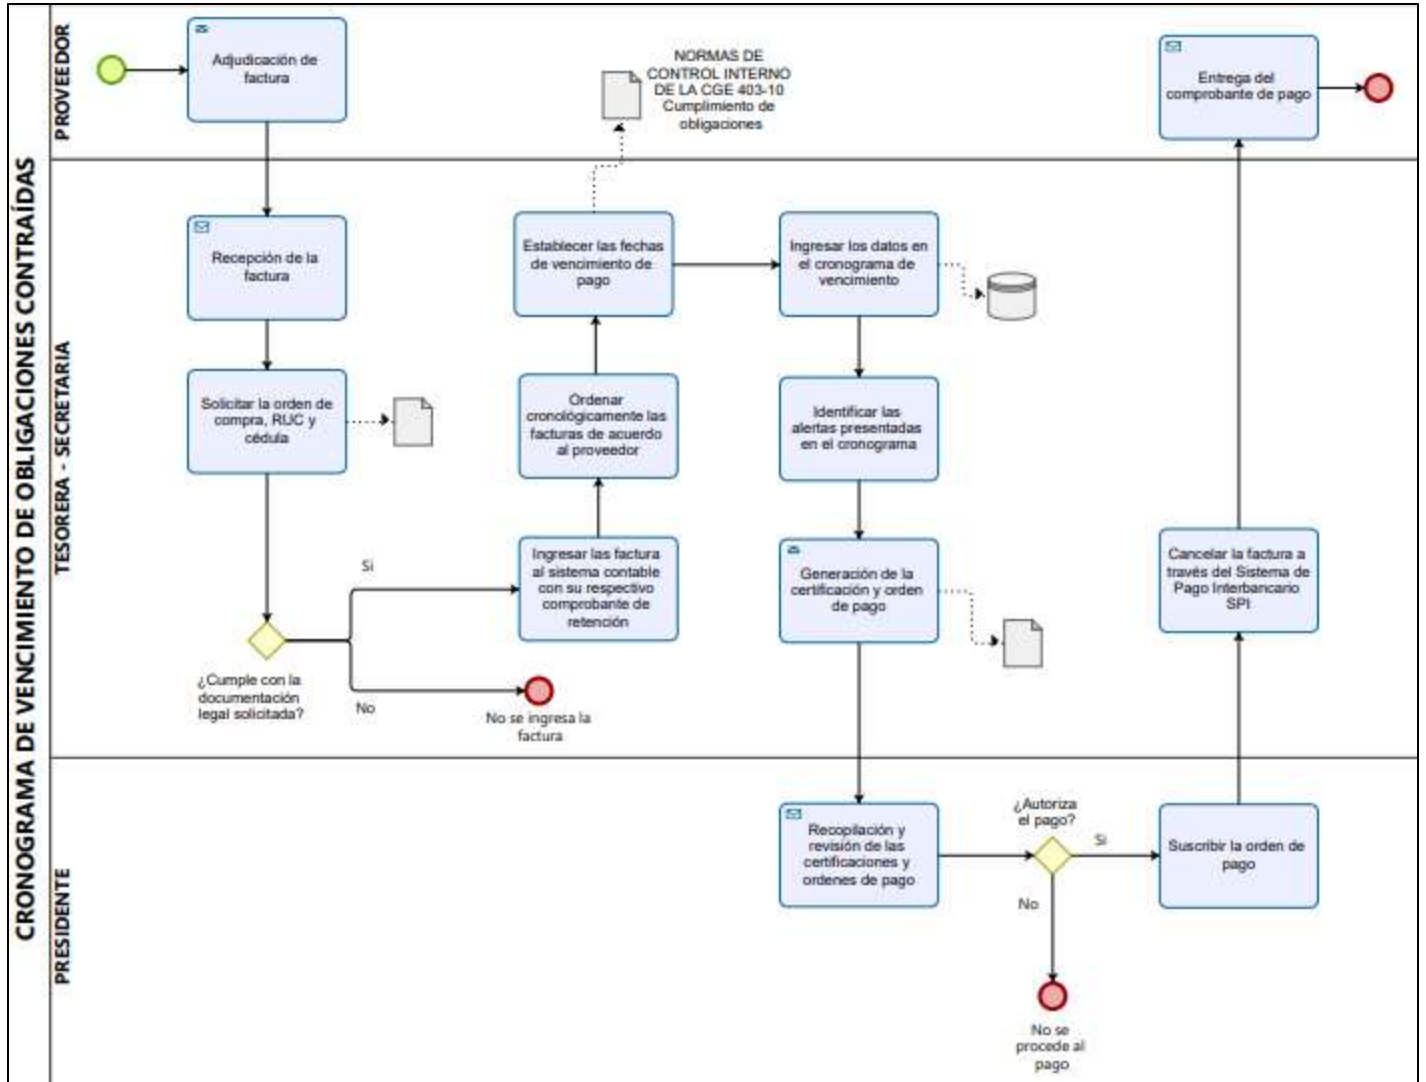 CRONOGRAMA DE VENCIMIENTO DE OBLIGACIONES CONTRAÍDAS
PROVEEDOR
Adjudicación de
factura
NORMAS DE
CONTROL INTERNO
DE LA CGE 403-10
Cumplimiento de
obligaciones
Entrega del
comprobante de pago
TESORERA - SECRETARIA
Recepción de la
factura
Solicitar la orden de
compra, RUC y
cédula
¿Cumple con la
documentación
legal solicitada?
Si
No
No se ingresa la
factura
Ingresar las factura
al sistema contable
con su respectivo
comprobante de
retención
Ordenar
cronológicamente las
facturas de acuerdo
al proveedor
Establecer las fechas
de vencimiento de
pago
Ingresar los datos en
el cronograma de
vencimiento
Identificar las
alertas presentadas
en el cronograma
Generación de la
certificación y orden
de pago
Cancelar la factura a
través del Sistema de
Pago Interbancario
SPI
PRESIDENTE
Recopilación y
revisión de las
certificaciones y
ordenes de pago
¿Autoriza
el pago?
Si
No
No se
procede al
pago
Suscribir la orden de
pago